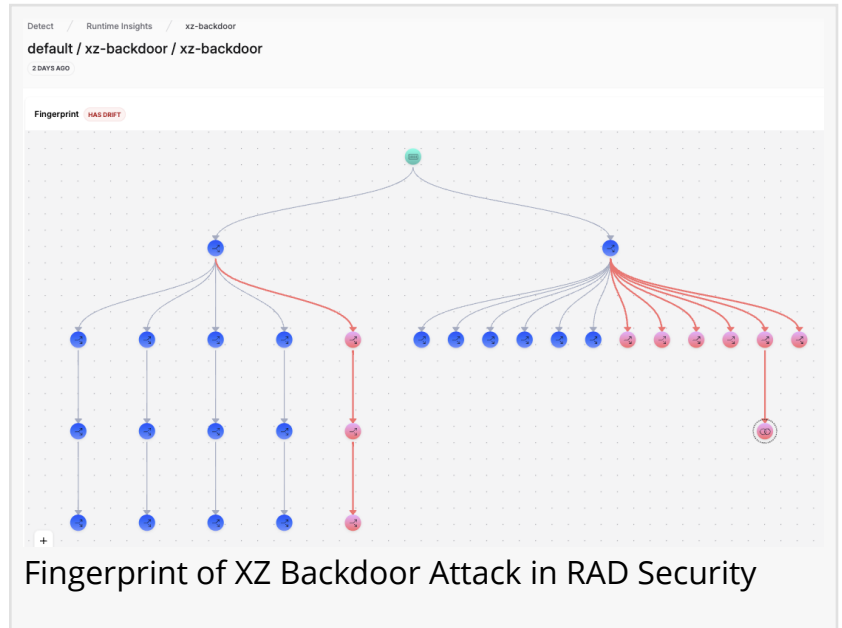 Detect / Runtime Insights / xz-backdoor
default / xz-backdoor / xz-backdoor
2 DAYS AGO
Fingerprint HAS DRIFT
+
Fingerprint of XZ Backdoor Attack in RAD Security